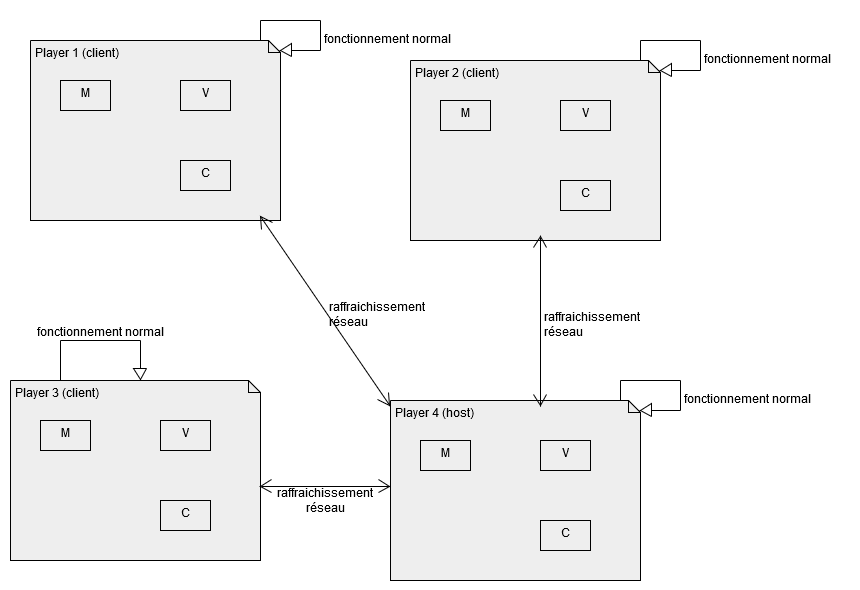 fonctionnement normal
Player 1 (client)
M
V
C
fonctionnement normal
Player 2 (client)
M
V
C
raffraichissement
réseau
raffraichissement
réseau
fonctionnement normal
Player 3 (client)
M
V
C
raffraichissement
réseau
fonctionnement normal
Player 4 (host)
M
V
C